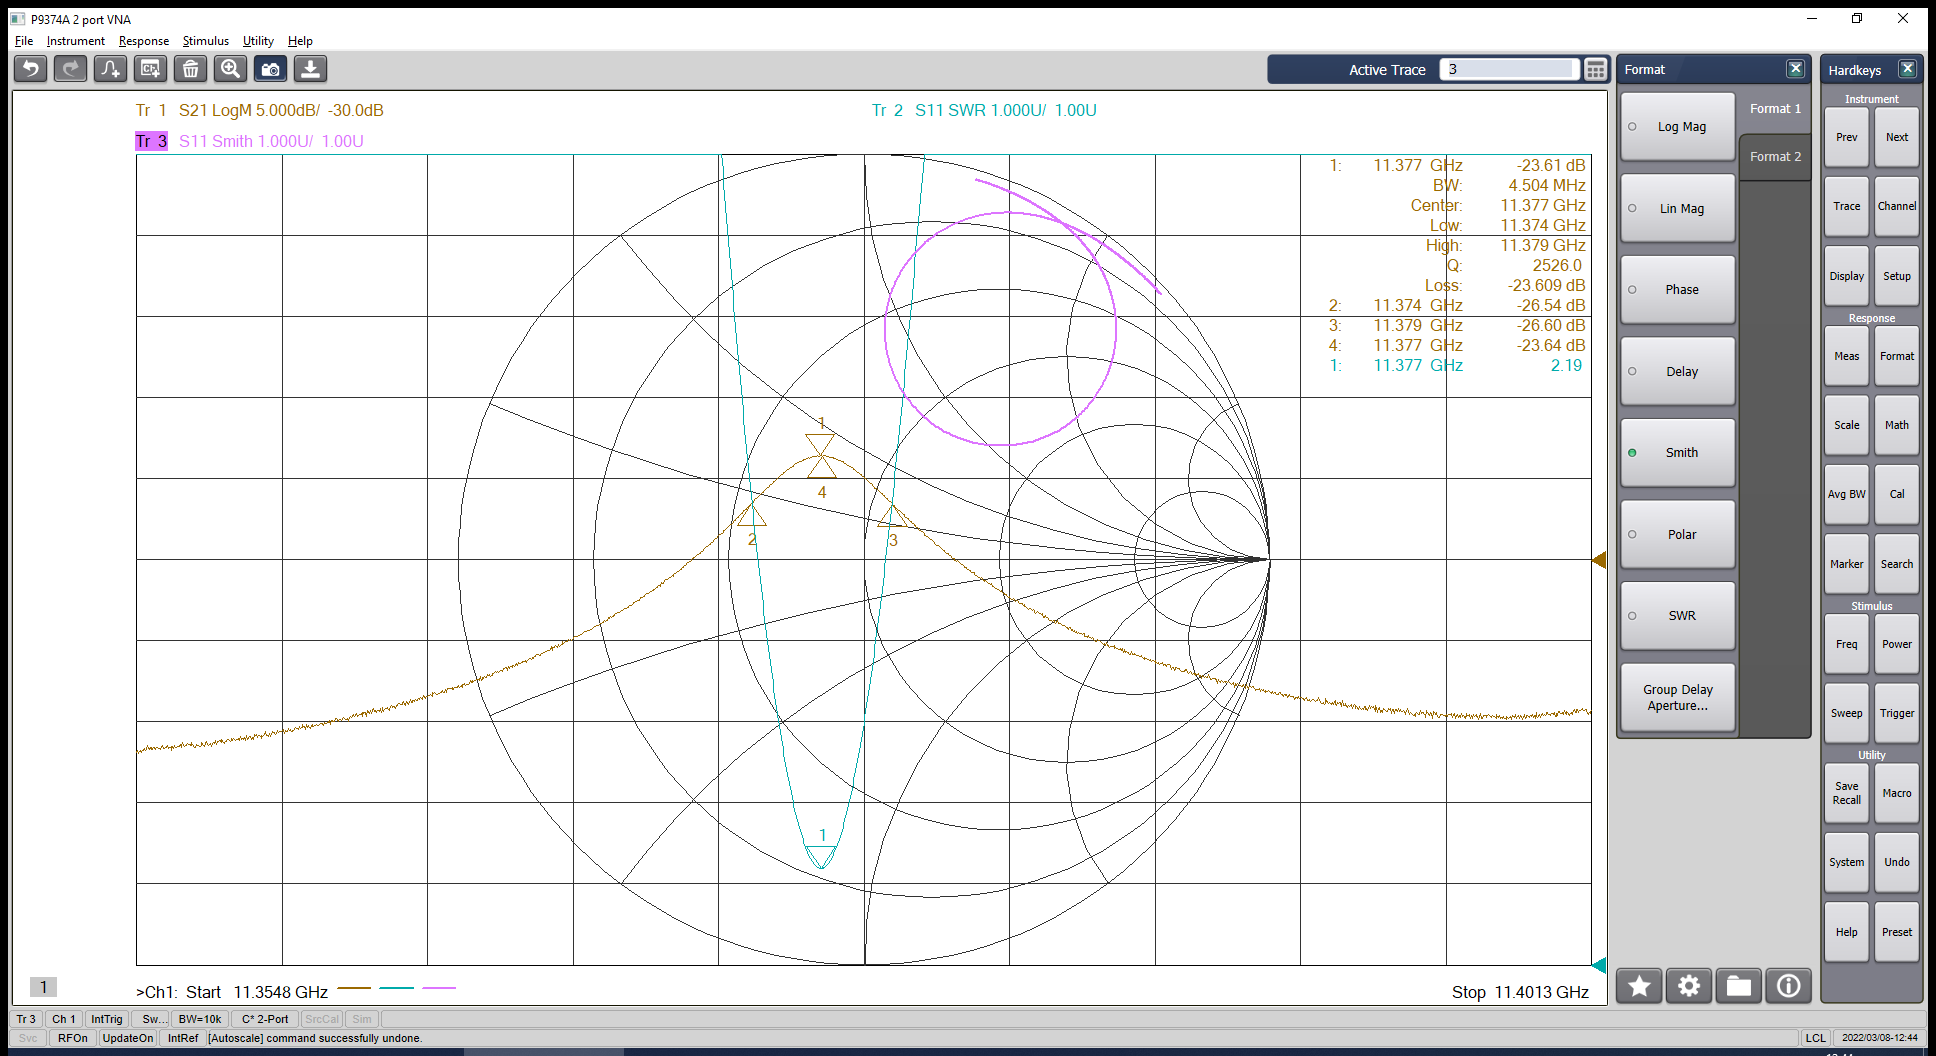 P9374A 2 port VNA
File Instrument Response Stimulus Utility Help
Active Trace 3
Tr 1 S21 LogM 5.000dB/ -30.0dB
Tr 2 S11 SWR 1.000U/ 1.00U
Tr 3 S11 Smith 1.000U/ 1.00U
1: 11.377 GHz -23.61 dB
BW: 4.504 MHz
Center: 11.377 GHz
Low: 11.374 GHz
High: 11.379 GHz
Q: 2526.0
Loss: -23.609 dB
2: 11.374 GHz -26.54 dB
3: 11.379 GHz -26.60 dB
4: 11.377 GHz -23.64 dB
1: 11.377 GHz 2.19
1
4
2
3
1
1
>Ch1: Start 11.3548 GHz
Stop 11.4013 GHz
Format
Format 1
Format 2
Log Mag
Lin Mag
Phase
Delay
Smith
Polar
SWR
Group Delay
Aperture...
Hardkeys
Instrument
Prev Next
Trace Channel
Display Setup
Response
Meas Format
Scale Math
Avg BW Cal
Marker Search
Stimulus
Freq Power
Sweep Trigger
Utility
Save
Recall
Macro
System Undo
Help Preset
Tr 3 Ch 1 IntTrig Sw... BW=10k C* 2-Port SrcCal Sim
Svc RFOn UpdateOn IntRef [Autoscale] command successfully undone.
LCL 2022/03/08-12:44